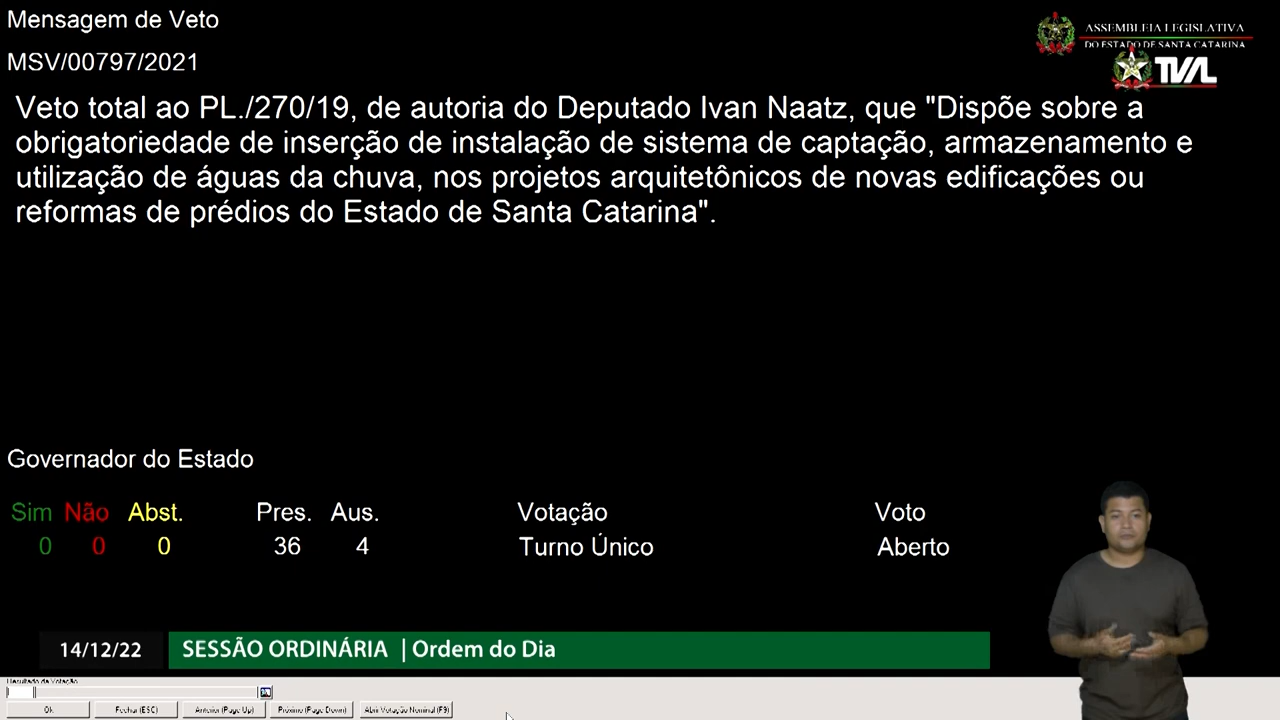 Mensagem de Veto
MSV/00797/2021
ASSEMBLEIA LEGISLATIVA
DO ESTADO DE SANTA CATARINA
TVAL
Veto total ao PL./270/19, de autoria do Deputado Ivan Naatz, que "Dispõe sobre a
obrigatoriedade de inserção de instalação de sistema de captação, armazenamento e
utilização de águas da chuva, nos projetos arquitetônicos de novas edificações ou
reformas de prédios do Estado de Santa Catarina".
Governador do Estado
Sim Não Abst. Pres. Aus. Votação Voto
0 0 0 36 4 Turno Único Aberto
14/12/22 SESSÃO ORDINÁRIA | Ordem do Dia
Resultado da Votação
Ok Fechar (ESC) Anterior (Page Up) Próximo (Page Down) Abrir Votação Nominal (F9)